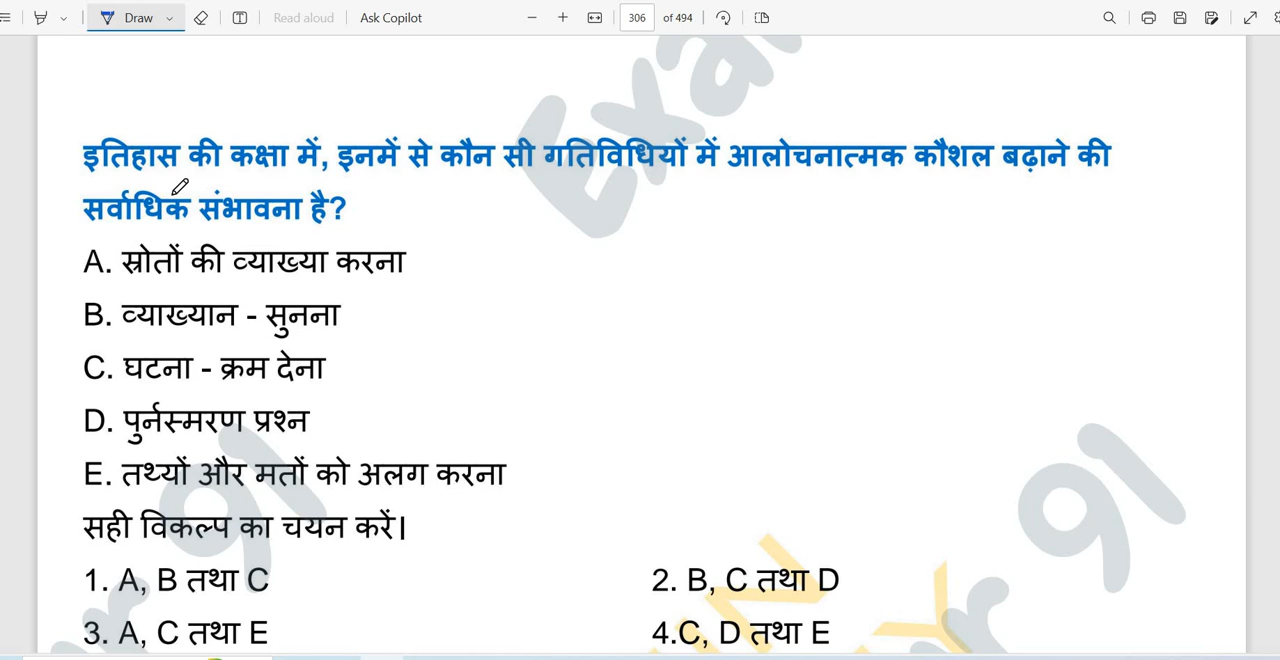 Draw
Read aloud
Ask Copilot
306 of 494
इतिहास की कक्षा में, इनमें से कौन सी गतिविधियों में आलोचनात्मक कौशल बढ़ाने की
सर्वाधिक संभावना है?
A. स्रोतों की व्याख्या करना
B. व्याख्यान - सुनना
C. घटना - क्रम देना
D. पुर्नस्मरण प्रश्न
E. तथ्यों और मतों को अलग करना
सही विकल्प का चयन करें।
1. A, B तथा C
2. B, C तथा D
3. A, C तथा E
4.C, D तथा E